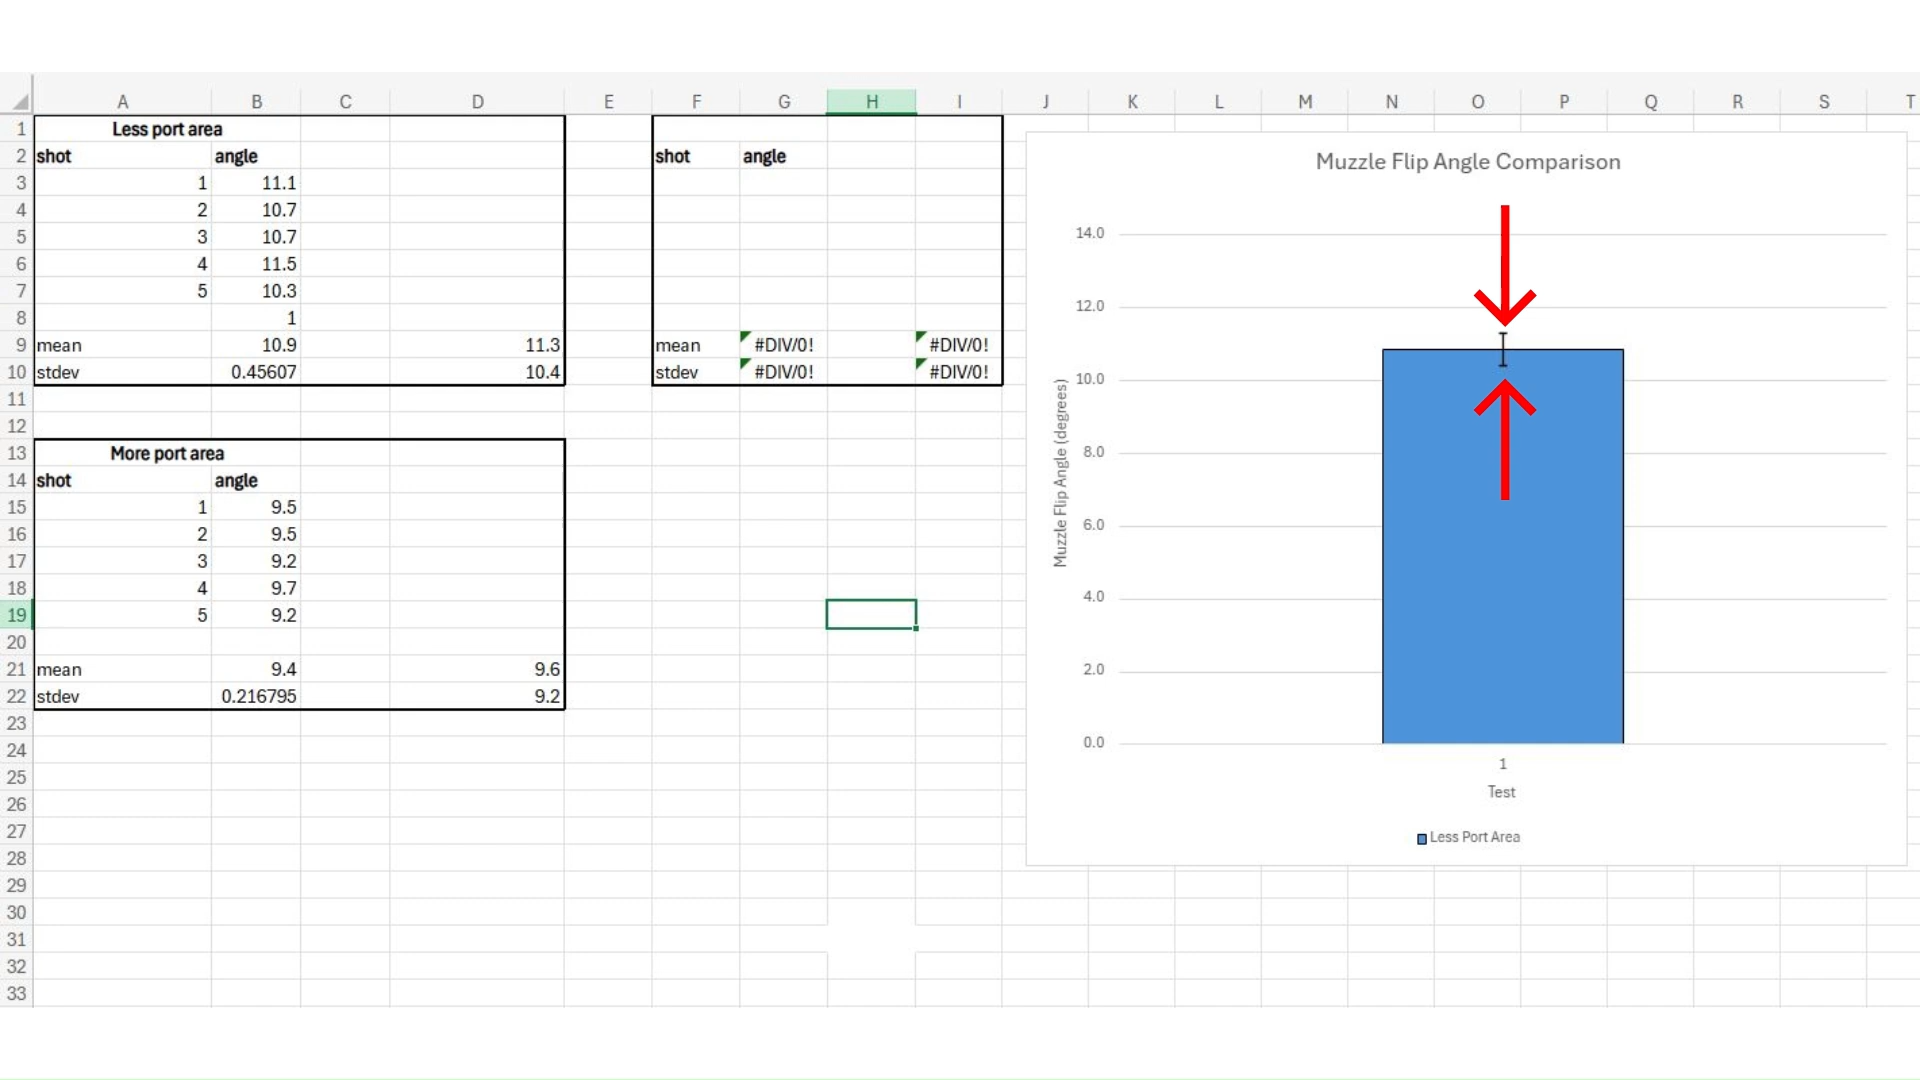 A B C D E F G H I J K L M N O P Q R S T
1 Less port area
2 shot angle shot angle
3 1 11.1
4 2 10.7
5 3 10.7
6 4 11.5
7 5 10.3
8 1
9 mean 10.9 11.3 mean #DIV/0! #DIV/0!
10 stdev 0.45607 10.4 stdev #DIV/0! #DIV/0!
11
12
13 More port area
14 shot angle
15 1 9.5
16 2 9.5
17 3 9.2
18 4 9.7
19 5 9.2
20
21 mean 9.4 9.6
22 stdev 0.216795 9.2
23
24
25
26
27
28
29
30
31
32
33
Muzzle Flip Angle Comparison
Muzzle Flip Angle (degrees)
14.0
12.0
10.0
8.0
6.0
4.0
2.0
0.0
1
Test
Less Port Area